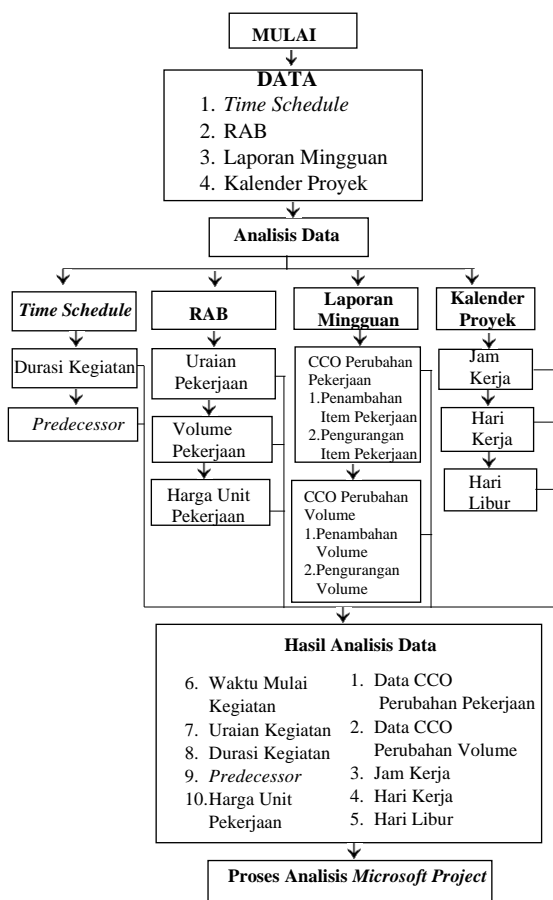 MULAI
DATA
1. Time Schedule
2. RAB
3. Laporan Mingguan
4. Kalender Proyek
Analisis Data
Time Schedule
Durasi Kegiatan
Predecessor
RAB
Uraian
Pekerjaan
Volume
Pekerjaan
Harga Unit
Pekerjaan
Laporan
Mingguan
CCO Perubahan
Pekerjaan
1.Penambahan
Item Pekerjaan
2.Pengurangan
Item Pekerjaan
CCO Perubahan
Volume
1.Penambahan
Volume
2.Pengurangan
Volume
Kalender
Proyek
Jam
Kerja
Hari
Kerja
Hari
Libur
Hasil Analisis Data
6. Waktu Mulai
Kegiatan
7. Uraian Kegiatan
8. Durasi Kegiatan
9. Predecessor
10.Harga Unit
Pekerjaan
1. Data CCO
Perubahan Pekerjaan
2. Data CCO
Perubahan Volume
3. Jam Kerja
4. Hari Kerja
5. Hari Libur
Proses Analisis Microsoft Project